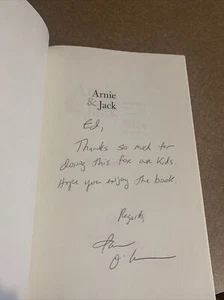 Arnie
& Jack
Ed,
Thanks so much for
doing this for our kids.
Hope you enjoy the book.
Regards